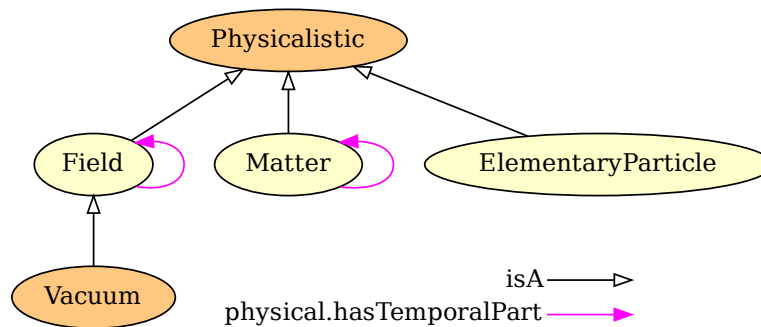 Physicalistic
Field
Matter
ElementaryParticle
Vacuum
isA
physical.hasTemporalPart